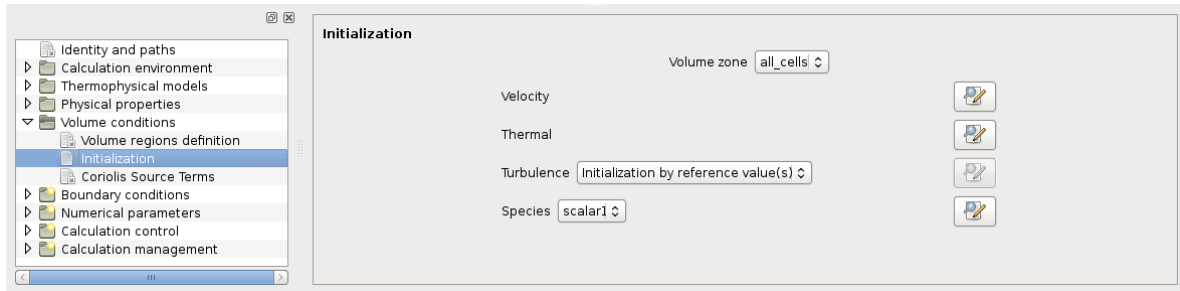 Identity and paths
Calculation environment
Thermophysical models
Physical properties
Volume conditions
Volume regions definition
Initialization
Coriolis Source Terms
Boundary conditions
Numerical parameters
Calculation control
Calculation management
Initialization
Volume zone all_cells
Velocity
Thermal
Turbulence Initialization by reference value(s)
Species scalar1